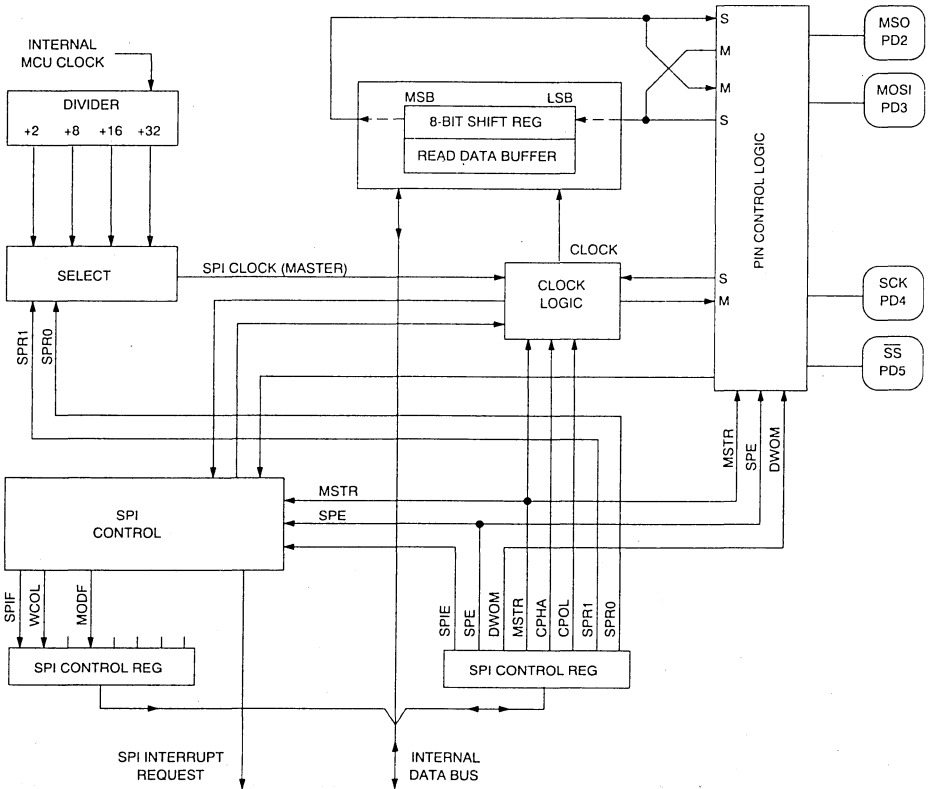 INTERNAL
MCU CLOCK
DIVIDER
+2 +8 +16 +32
SELECT
SPI CLOCK (MASTER)
SPR1
SPR0
MSB LSB
8-BIT SHIFT REG
READ DATA BUFFER
CLOCK
CLOCK
LOGIC
S
M
M
S
S
M
PIN CONTROL LOGIC
MSO
PD2
MOSI
PD3
SCK
PD4
SS
PD5
MSTR
SPE
DWOM
SPI
CONTROL
MSTR
SPE
SPIF
WCOL
MODF
SPI CONTROL REG
SPIE
SPE
DWOM
MSTR
CPHA
CPOL
SPR1
SPR0
SPI CONTROL REG
SPI INTERRUPT
REQUEST
INTERNAL
DATA BUS